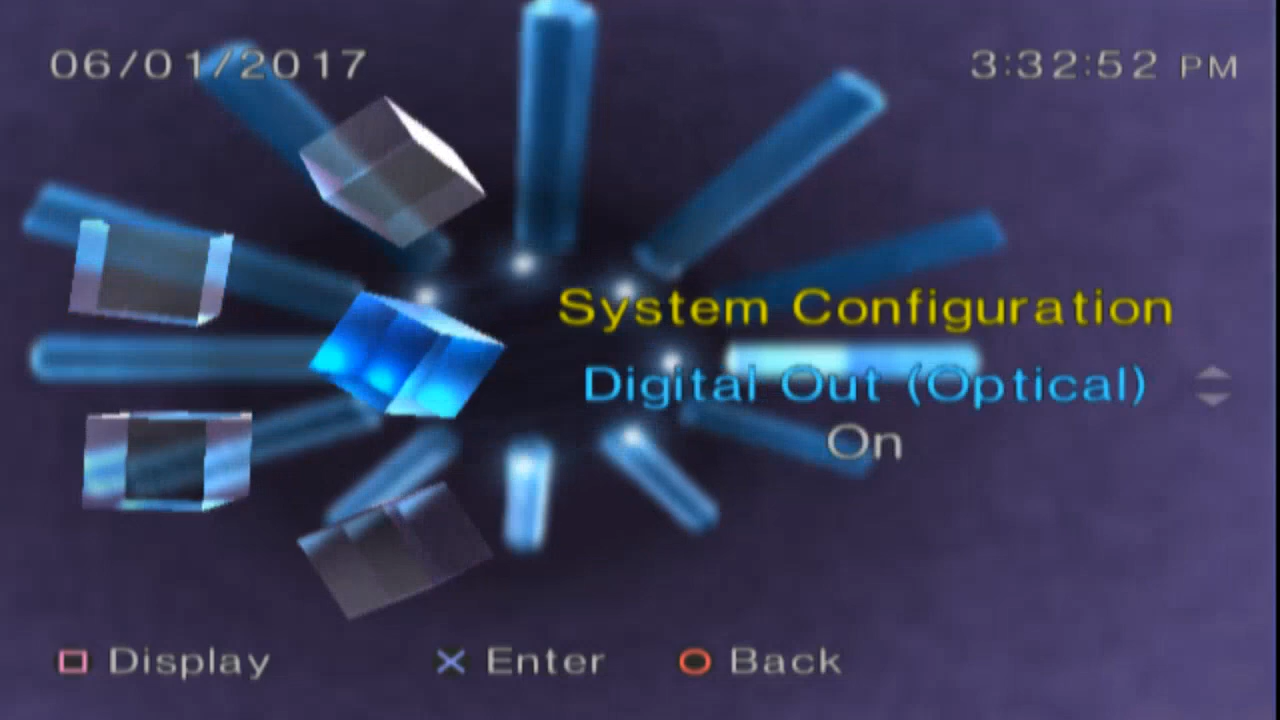 06/01/2017
3:32:52 PM
System Configuration
Digital Out (Optical)
On
Display
Enter
Back